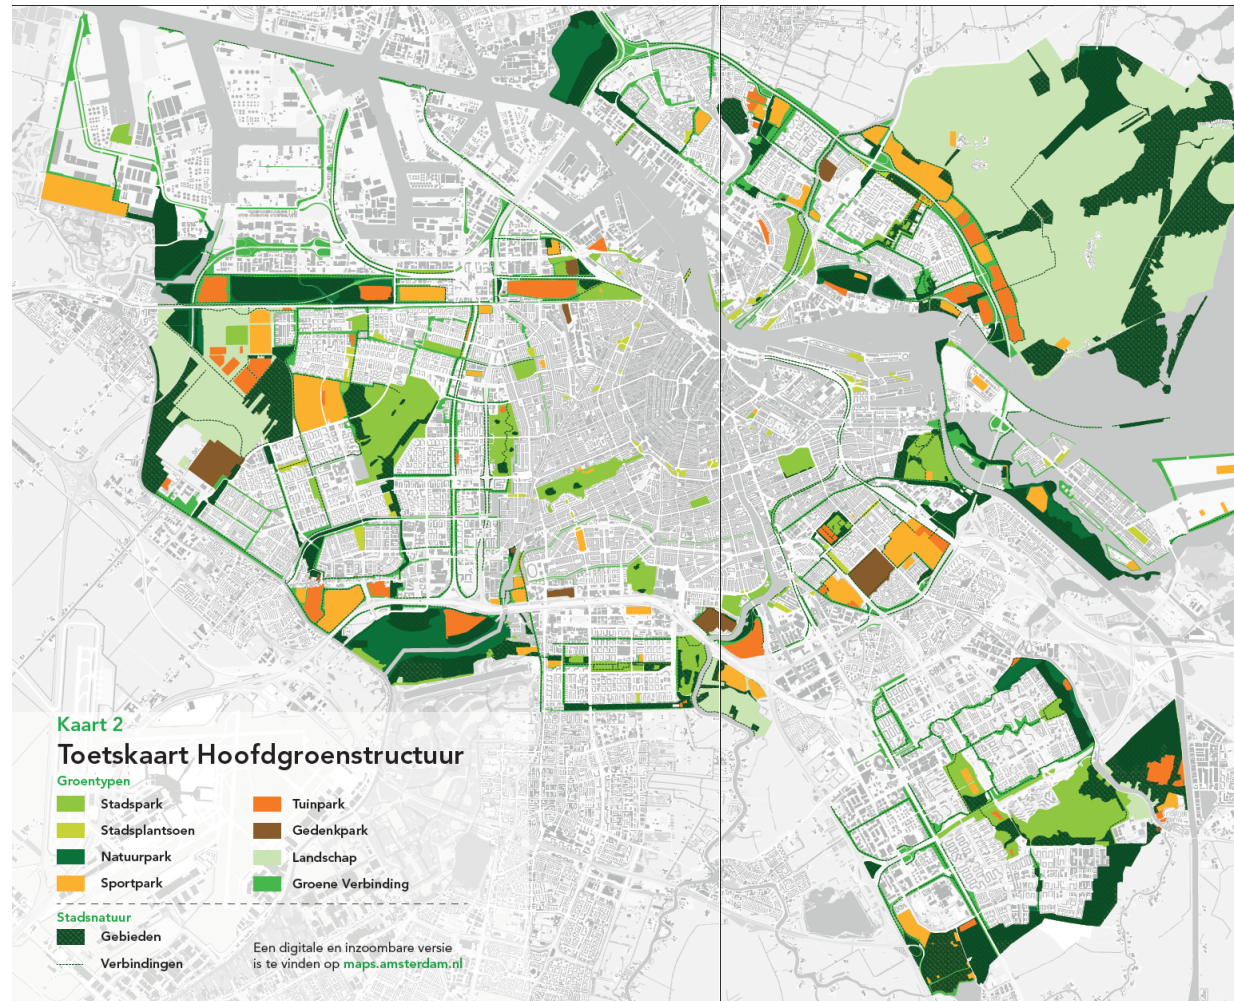 Kaart 2
Toetskaart Hoofdgroenstructuur
Groentypen
Stadspark
Stadsplantsoen
Natuurpark
Sportpark
Tuinpark
Gedenkpark
Landschap
Groene Verbinding
Stadsnatuur
Gebieden
Verbindingen
Een digitale en inzoombare versie
is te vinden op maps.amsterdam.nl